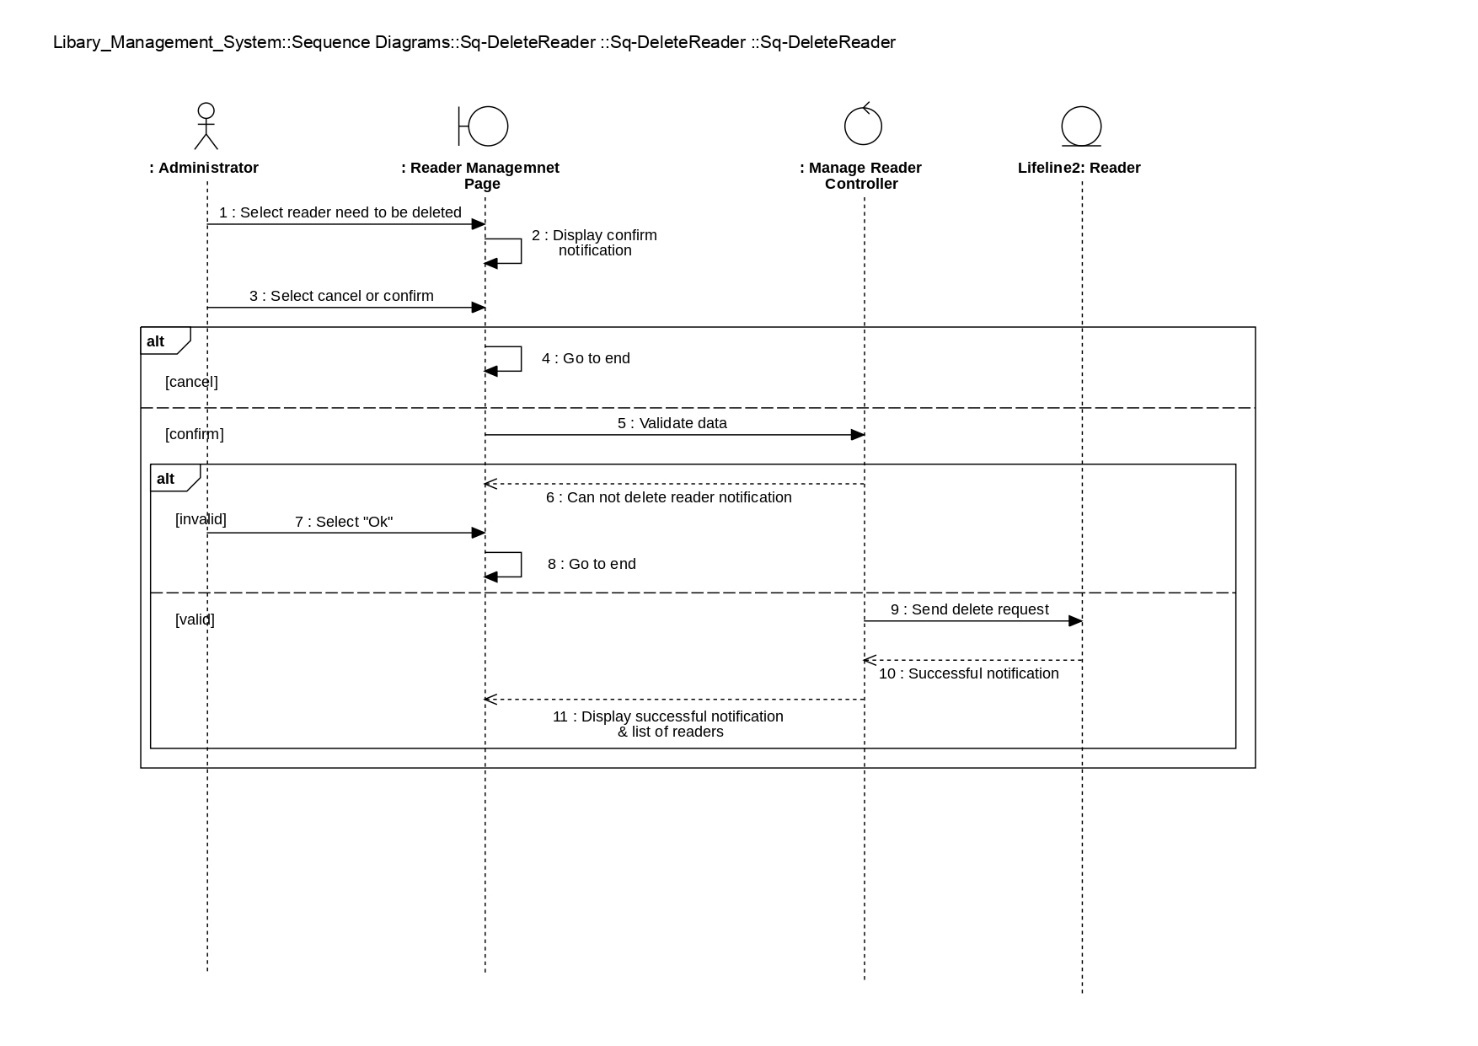 Libary_Management_System::Sequence Diagrams::Sq-DeleteReader ::Sq-DeleteReader ::Sq-DeleteReader
: Administrator
: Reader Managemnet
Page
: Manage Reader
Controller
Lifeline2: Reader
1 : Select reader need to be deleted
2 : Display confirm
notification
3 : Select cancel or confirm
alt
4 : Go to end
[cancel]
5 : Validate data
[confirm]
alt
6 : Can not delete reader notification
[invalid]
7 : Select "Ok"
8 : Go to end
9 : Send delete request
[valid]
10 : Successful notification
11 : Display successful notification
& list of readers